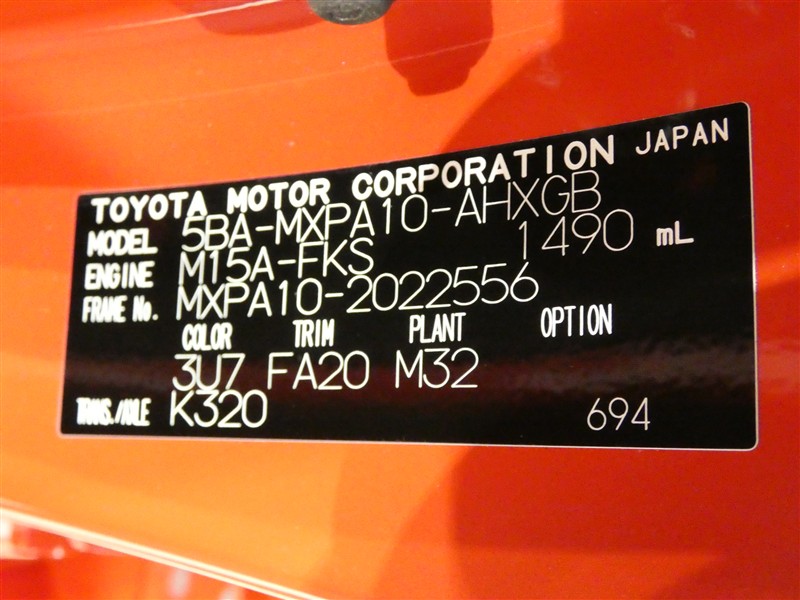 TOYOTA MOTOR CORPORATION JAPAN
MODEL 5BA-MXPA10-AHXGB
ENGINE M15A-FKS 1490 mL
FRAME No. MXPA10-2022556
COLOR TRIM PLANT OPTION
3U7 FA20 M32
TRANS./AXLE K320 694